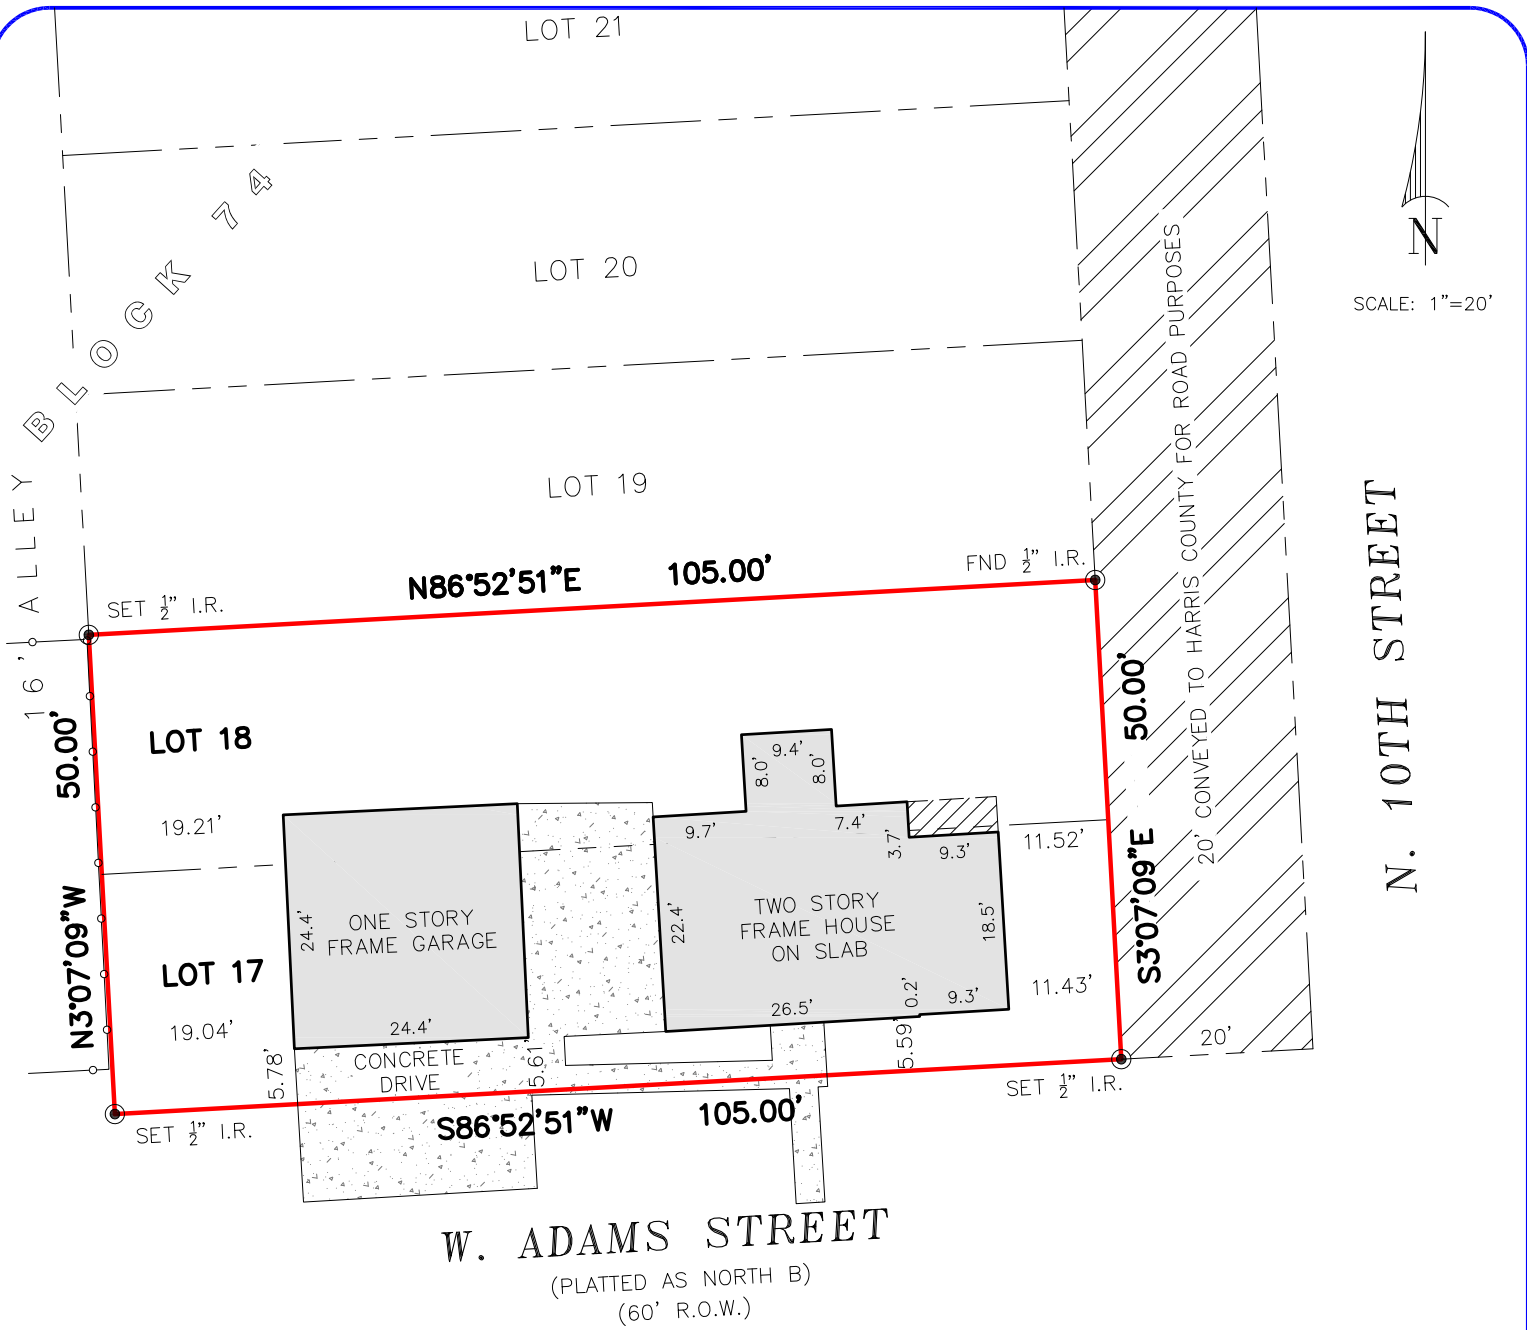 LOT 21
BLOCK 74
LOT 20
N
SCALE: 1"=20'
LOT 19
16' ALLEY
20' CONVEYED TO HARRIS COUNTY FOR ROAD PURPOSES
N. 10TH STREET
SET 1/2" I.R.
N86°52'51"E 105.00'
FND 1/2" I.R.
50.00'
N3°07'09"W
50.00'
S3°07'09"E
LOT 18
19.21'
LOT 17
19.04'
24.4'
ONE STORY
FRAME GARAGE
24.4'
CONCRETE
DRIVE
5.78'
5.61'
9.4'
8.0'
8.0'
9.7'
7.4'
3.7'
9.3'
22.4'
TWO STORY
FRAME HOUSE
ON SLAB
18.5'
26.5'
0.2'
9.3'
5.59'
11.52'
11.43'
20'
SET 1/2" I.R.
SET 1/2" I.R.
S86°52'51"W 105.00'
W. ADAMS STREET
(PLATTED AS NORTH B)
(60' R.O.W.)